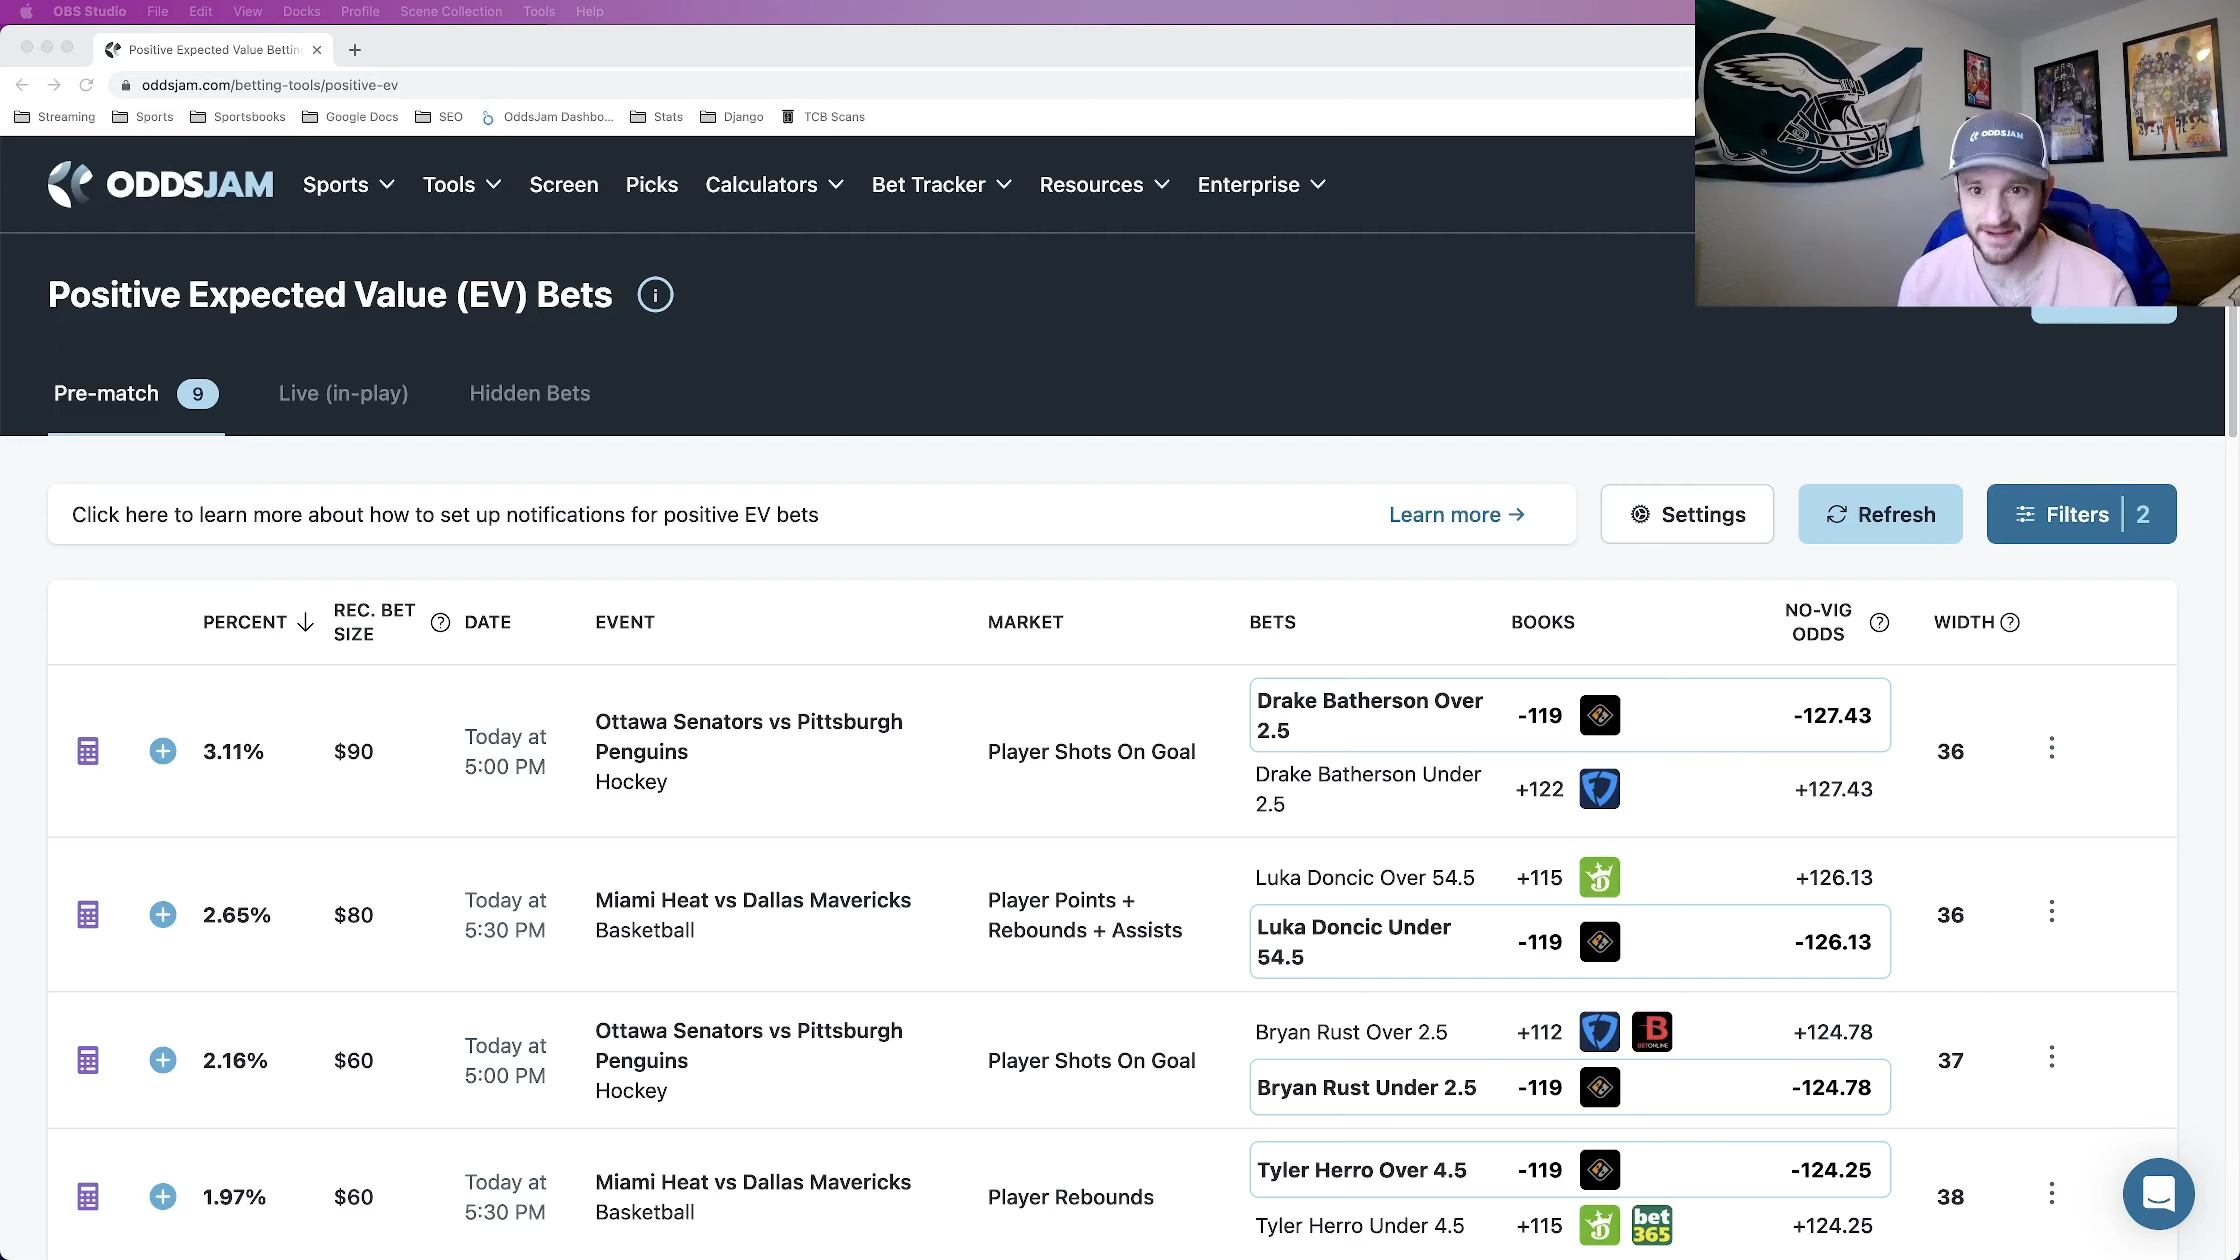 OBS Studio File Edit View Docks Profile Scene Collection Tools Help
Positive Expected Value Bettin
oddsjam.com/betting-tools/positive-ev
Streaming Sports Sportsbooks Google Docs SEO OddsJam Dashbo... Stats Django TCB Scans
ODDSJAM Sports Tools Screen Picks Calculators Bet Tracker Resources Enterprise
ODDSJAM
Positive Expected Value (EV) Bets
Pre-match 9 Live (in-play) Hidden Bets
Click here to learn more about how to set up notifications for positive EV bets Learn more → Settings Refresh Filters 2
PERCENT ↓ REC. BET SIZE DATE EVENT MARKET BETS BOOKS NO-VIG ODDS WIDTH
3.11% $90 Today at 5:00 PM
Ottawa Senators vs Pittsburgh Penguins
Hockey
Player Shots On Goal
Drake Batherson Over 2.5 -119 -127.43
Drake Batherson Under 2.5 +122 +127.43
36
2.65% $80 Today at 5:30 PM
Miami Heat vs Dallas Mavericks
Basketball
Player Points + Rebounds + Assists
Luka Doncic Over 54.5 +115 +126.13
Luka Doncic Under 54.5 -119 -126.13
36
2.16% $60 Today at 5:00 PM
Ottawa Senators vs Pittsburgh Penguins
Hockey
Player Shots On Goal
Bryan Rust Over 2.5 +112 B BETONLINE +124.78
Bryan Rust Under 2.5 -119 -124.78
37
1.97% $60 Today at 5:30 PM
Miami Heat vs Dallas Mavericks
Basketball
Player Rebounds
Tyler Herro Over 4.5 -119 -124.25
Tyler Herro Under 4.5 +115 bet365 +124.25
38